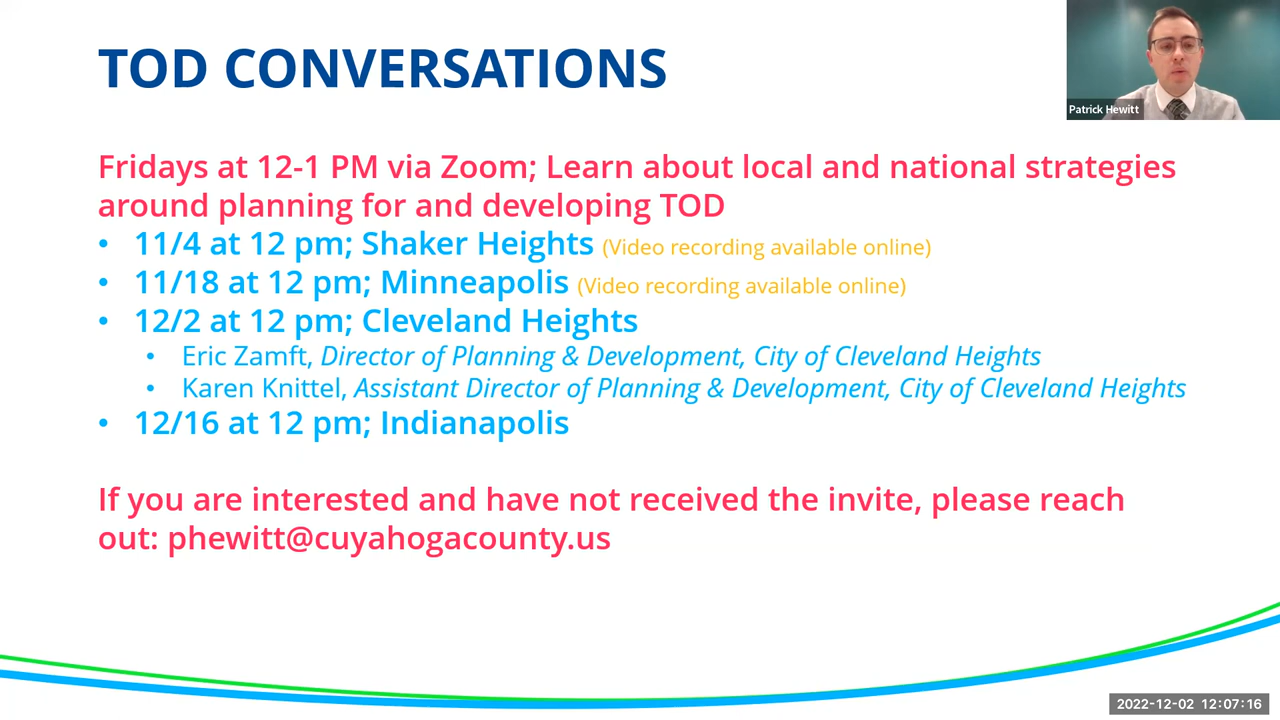 TOD CONVERSATIONS
Patrick Hewitt
Fridays at 12-1 PM via Zoom; Learn about local and national strategies
around planning for and developing TOD
• 11/4 at 12 pm; Shaker Heights (Video recording available online)
• 11/18 at 12 pm; Minneapolis (Video recording available online)
• 12/2 at 12 pm; Cleveland Heights
• Eric Zamft, Director of Planning & Development, City of Cleveland Heights
• Karen Knittel, Assistant Director of Planning & Development, City of Cleveland Heights
• 12/16 at 12 pm; Indianapolis
If you are interested and have not received the invite, please reach
out: phewitt@cuyahogacounty.us
2022-12-02 12:07:16